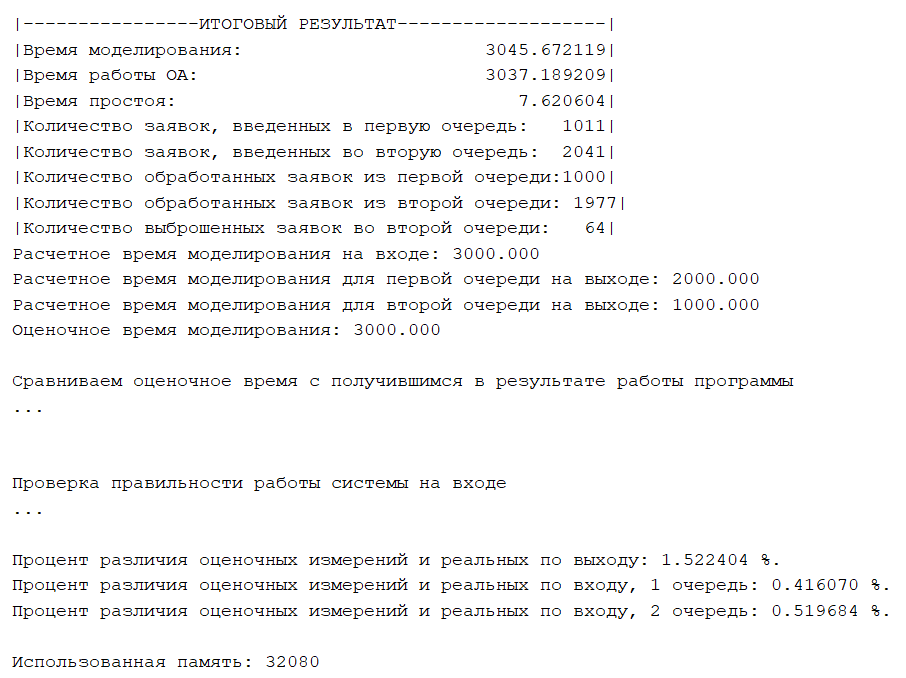 |----------------ИТОГОВЫЙ РЕЗУЛЬТАТ-------------------|
|Время моделирования:                      3045.672119|
|Время работы ОА:                          3037.189209|
|Время простоя:                               7.620604|
|Количество заявок, введенных в первую очередь:   1011|
|Количество заявок, введенных во вторую очередь:  2041|
|Количество обработанных заявок из первой очереди:1000|
|Количество обработанных заявок из второй очереди: 1977|
|Количество выброшенных заявок во второй очереди:   64|
Расчетное время моделирования на входе: 3000.000
Расчетное время моделирования для первой очереди на выходе: 2000.000
Расчетное время моделирования для второй очереди на выходе: 1000.000
Оценочное время моделирования: 3000.000
Сравниваем оценочное время с получившимся в результате работы программы
...
Проверка правильности работы системы на входе
...
Процент различия оценочных измерений и реальных по выходу: 1.522404 %.
Процент различия оценочных измерений и реальных по входу, 1 очередь: 0.416070 %.
Процент различия оценочных измерений и реальных по входу, 2 очередь: 0.519684 %.
Использованная память: 32080